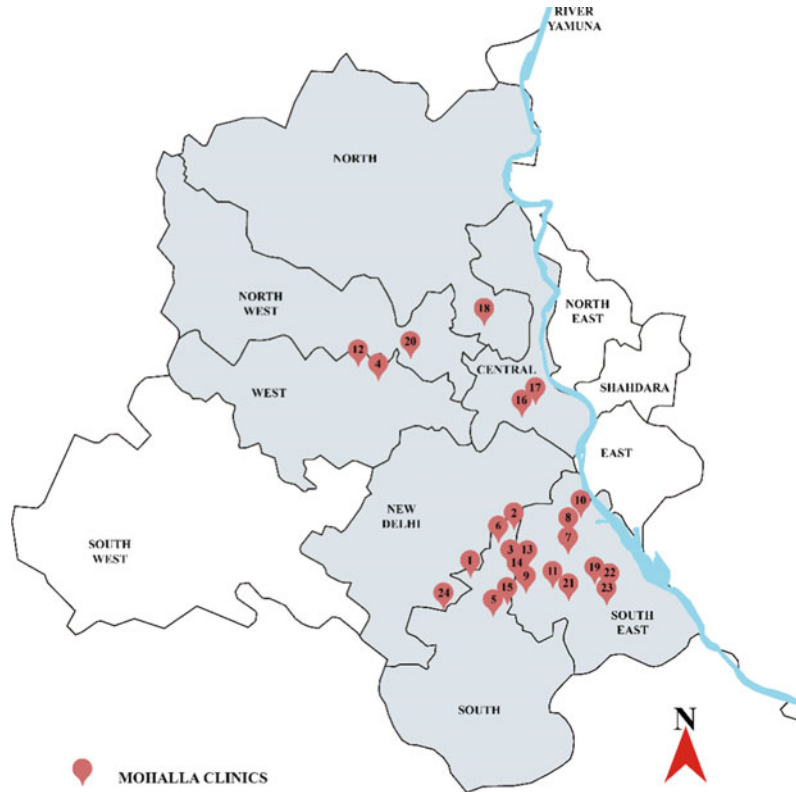 RIVER
YAMUNA
NORTH
NORTH
WEST
18
NORTH
EAST
12
20
4
CENTRAL
WEST
17
16
SHAHDARA
EAST
NEW
DELHI
10
2
8
6
7
SOUTH
WEST
3
13
1
14
11
19
22
9
21
24
15
23
5
SOUTH
EAST
SOUTH
N
MOHALLA CLINICS